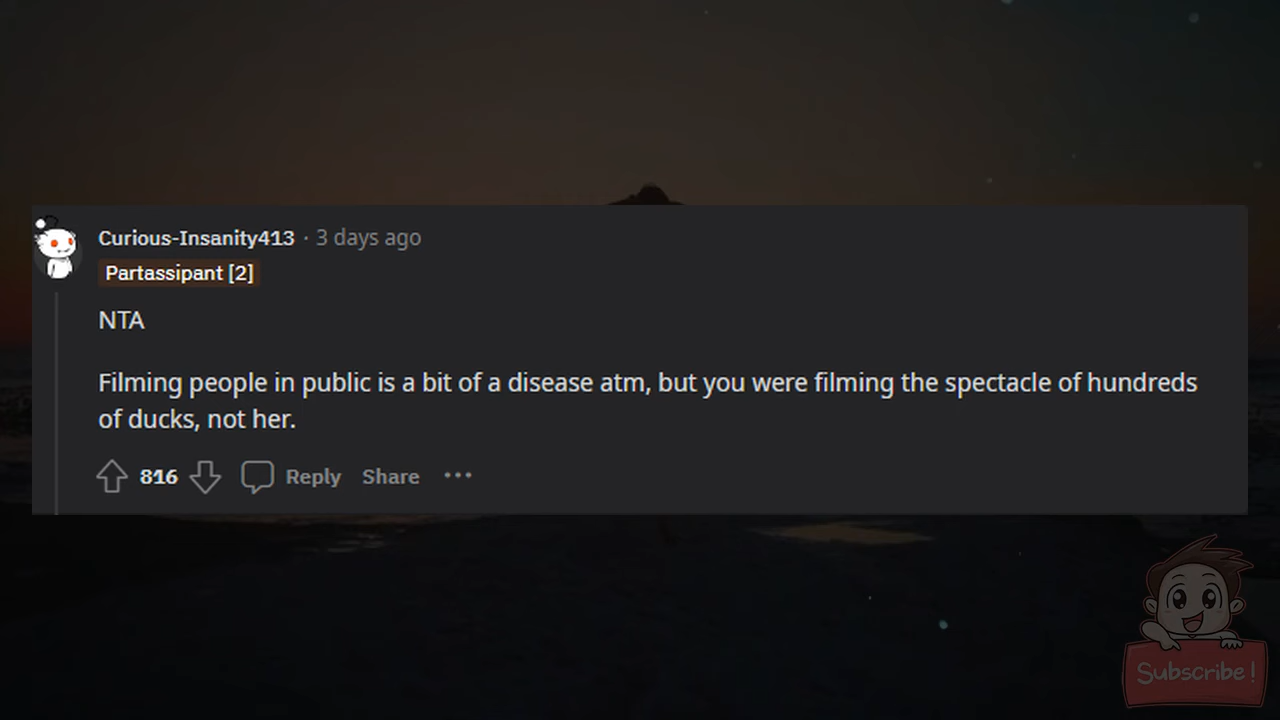 Curious-Insanity413 · 3 days ago
Partassipant [2]
NTA
Filming people in public is a bit of a disease atm, but you were filming the spectacle of hundreds
of ducks, not her.
816 Reply Share ···
Subscribe!